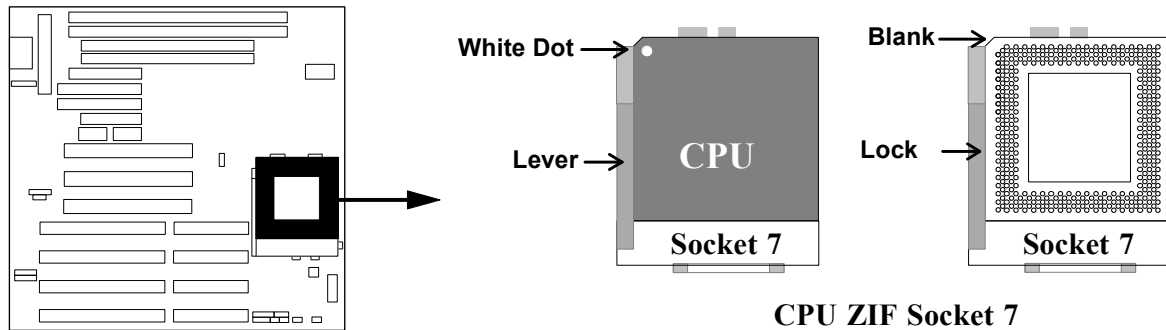 White Dot
Lever
CPU
Socket 7
Blank
Lock
Socket 7
CPU ZIF Socket 7